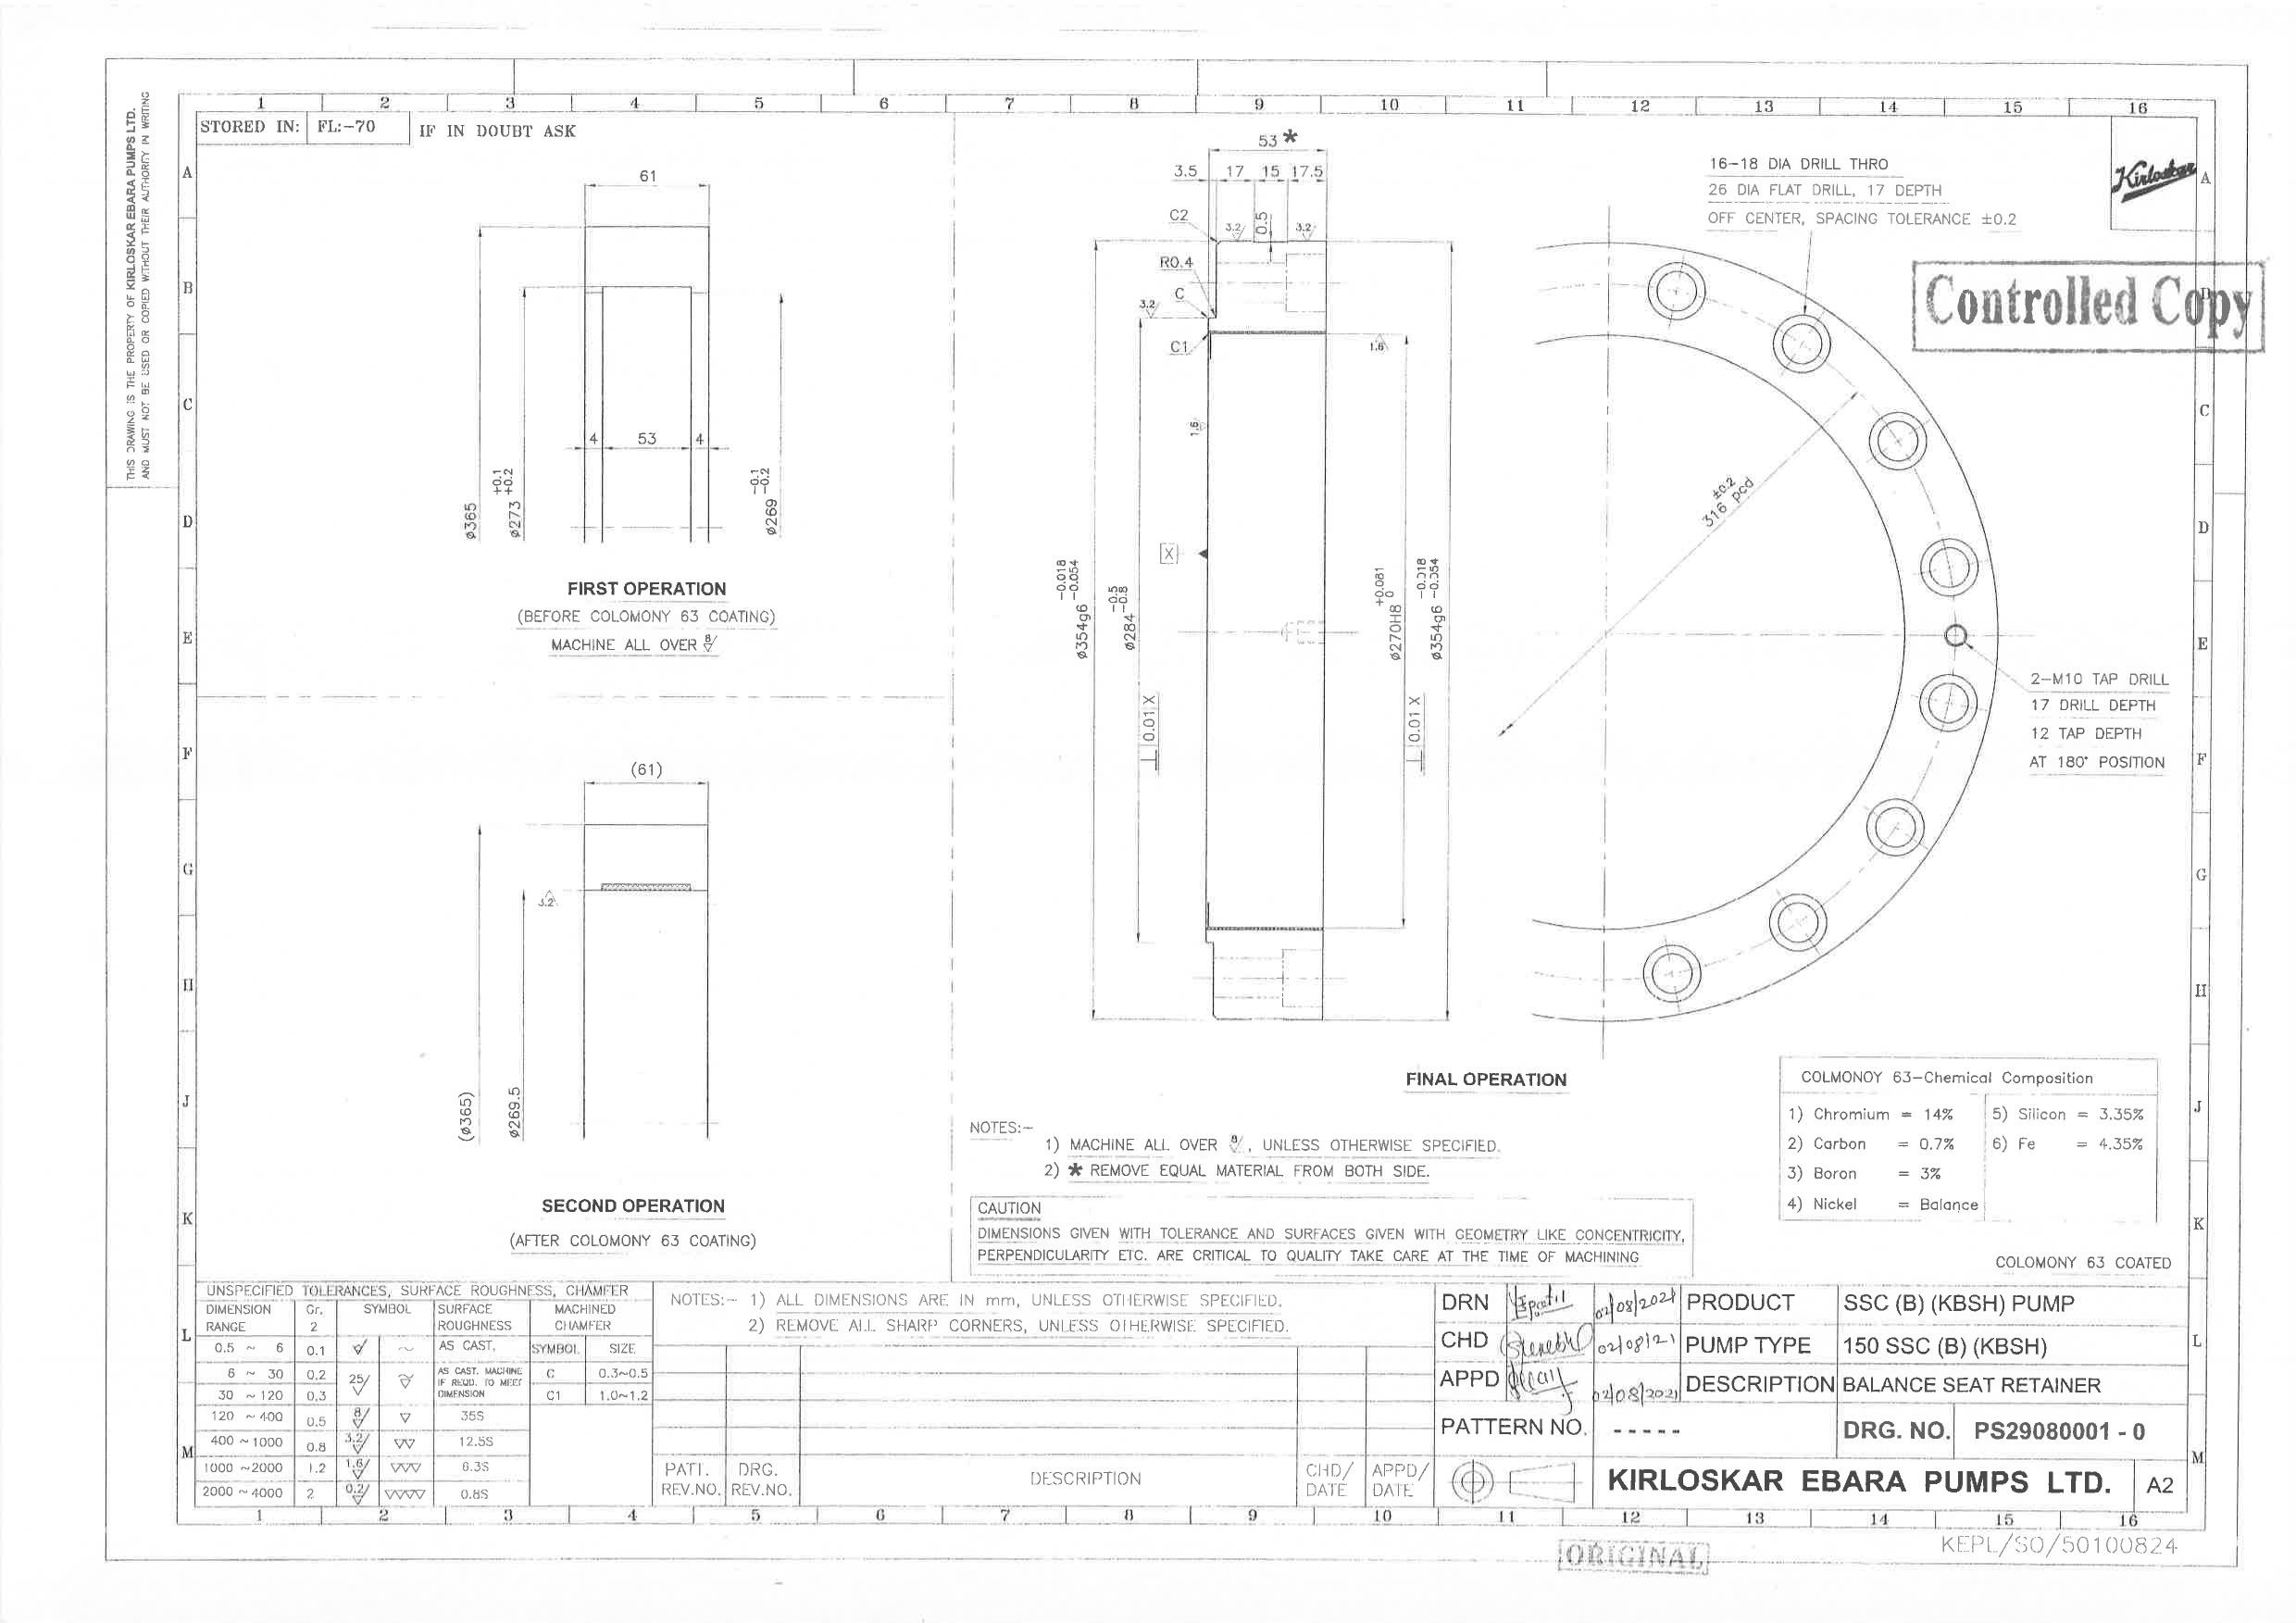 THIS DRAWING IS THE PROPERTY OF KIRLOSKAR EBARA PUMPS LTD.
AND MUST NOT BE USED OR COPIED WITHOUT THEIR AUTHORITY IN WRITING
1 2 3 4 5 6 7 8 9 10 11 12 13 14 15 16
STORED IN: FL:-70 IF IN DOUBT ASK
A
B
C
D
E
F
G
H
J
K
L
M
61
4 53 4
ø365
ø273 +0.1 +0.2
ø269 -0.1 -0.2
FIRST OPERATION
(BEFORE COLOMONY 63 COATING)
MACHINE ALL OVER 8/
(61)
3.2
(ø365)
ø269.5
SECOND OPERATION
(AFTER COLOMONY 63 COATING)
53 *
3.5 17 15 17.5
C2
3.2 0.5 3.2
R0.4
C
3.2
C1
1.6
1.6
X
ø354g6 -0.018 -0.054
ø284 -0.5 -0.8
ø270H8 +0.081 0
ø354g6 -0.018 -0.054
⊥ 0.01 X
⊥ 0.01 X
FINAL OPERATION
16-18 DIA DRILL THRO
26 DIA FLAT DRILL, 17 DEPTH
OFF CENTER, SPACING TOLERANCE ±0.2
Kirloskar
Controlled Copy
316 ±0.2 pcd
2-M10 TAP DRILL
17 DRILL DEPTH
12 TAP DEPTH
AT 180° POSITION
A
B
C
D
E
F
G
H
J
K
L
M
COLMONOY 63-Chemical Composition
1) Chromium = 14% 5) Silicon = 3.35%
2) Carbon = 0.7% 6) Fe = 4.35%
3) Boron = 3%
4) Nickel = Balance
COLOMONY 63 COATED
NOTES:-
1) MACHINE ALL OVER 8/, UNLESS OTHERWISE SPECIFIED.
2) * REMOVE EQUAL MATERIAL FROM BOTH SIDE.
CAUTION
DIMENSIONS GIVEN WITH TOLERANCE AND SURFACES GIVEN WITH GEOMETRY LIKE CONCENTRICITY,
PERPENDICULARITY ETC. ARE CRITICAL TO QUALITY TAKE CARE AT THE TIME OF MACHINING
UNSPECIFIED TOLERANCES, SURFACE ROUGHNESS, CHAMFER
DIMENSION RANGE Gr. 2 SYMBOL SURFACE ROUGHNESS MACHINED CHAMFER
0.5 ~ 6 0.1 ~ AS CAST. SYMBOL SIZE
6 ~ 30 0.2 25/ AS CAST. MACHINE IF REQD. TO MEET DIMENSION C 0.3~0.5
30 ~ 120 0.3 C1 1.0~1.2
120 ~ 400 0.5 8/ ▽ 35S
400 ~ 1000 0.8 3.2/ ▽▽ 12.5S
1000 ~2000 1.2 1.6/ ▽▽▽ 6.3S
2000 ~ 4000 2 0.2/ ▽▽▽▽ 0.8S
NOTES:- 1) ALL DIMENSIONS ARE IN mm, UNLESS OTHERWISE SPECIFIED.
2) REMOVE ALL SHARP CORNERS, UNLESS OTHERWISE SPECIFIED.
PATT. REV.NO. DRG. REV.NO. DESCRIPTION CHD/ DATE APPD/ DATE
DRN 02/08/2021 PRODUCT SSC (B) (KBSH) PUMP
CHD 02/08/21 PUMP TYPE 150 SSC (B) (KBSH)
APPD 02/08/2021 DESCRIPTION BALANCE SEAT RETAINER
PATTERN NO. ----- DRG. NO. PS29080001 - 0
KIRLOSKAR EBARA PUMPS LTD. A2
1 2 3 4 5 6 7 8 9 10 11 12 13 14 15 16
ORIGINAL
KEPL/SO/50100824